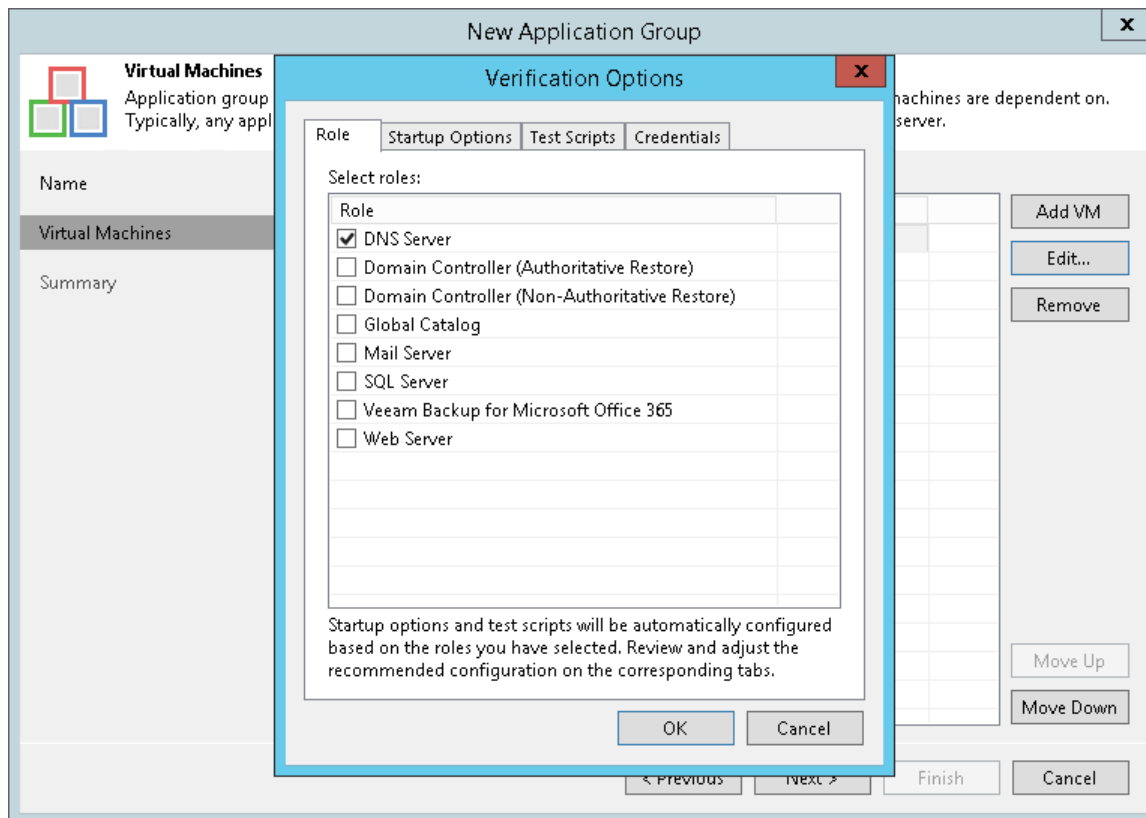 New Application Group
x
Virtual Machines
Application group
Typically, any appl
machines are dependent on.
server.
Name
Virtual Machines
Summary
Verification Options
x
Role
Startup Options
Test Scripts
Credentials
Select roles:
Role
DNS Server
Domain Controller (Authoritative Restore)
Domain Controller (Non-Authoritative Restore)
Global Catalog
Mail Server
SQL Server
Veeam Backup for Microsoft Office 365
Web Server
Startup options and test scripts will be automatically configured
based on the roles you have selected. Review and adjust the
recommended configuration on the corresponding tabs.
OK
Cancel
Add VM
Edit...
Remove
Move Up
Move Down
< Previous
Next >
Finish
Cancel